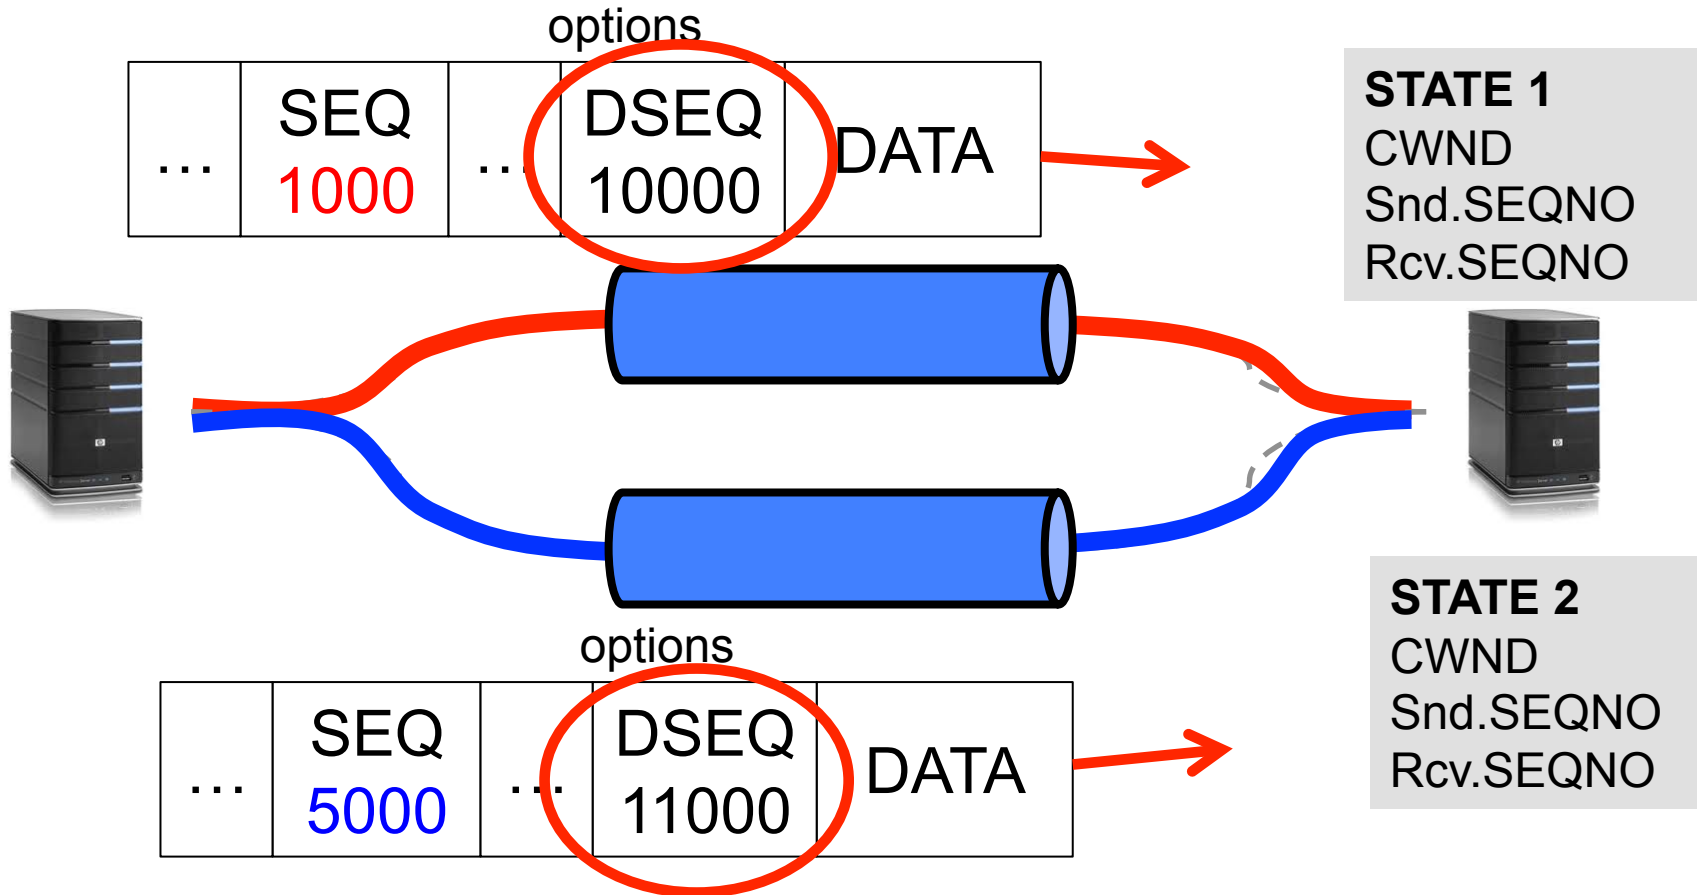 options
... SEQ 1000 ... DSEQ 10000 DATA
STATE 1
CWND
Snd.SEQNO
Rcv.SEQNO
options
... SEQ 5000 ... DSEQ 11000 DATA
STATE 2
CWND
Snd.SEQNO
Rcv.SEQNO